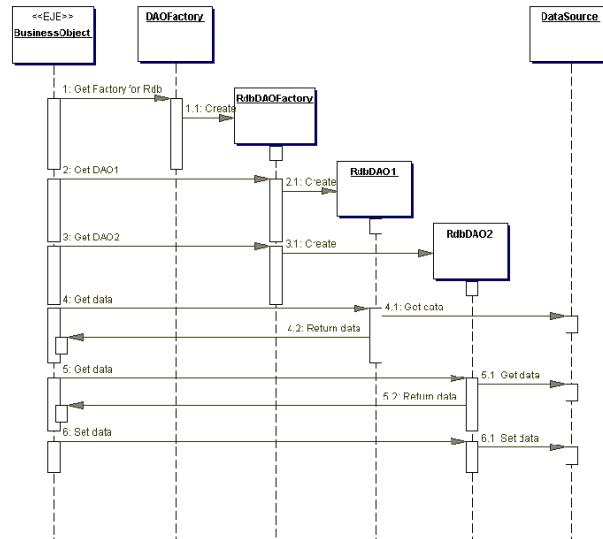 <<EJE>>
BusinessObject
DAOFactory
DataSource
1: Get Factory for Rdb
1.1: Create
RdbDAOFactory
2: Get DAO1
2.1: Create
RdbDAO1
3: Get DAO2
3.1: Create
RdbDAO2
4: Get data
4.1: Get data
4.2: Return data
5: Get data
5.1 Get data
5.2: Return data
6: Set data
6.1 Set data